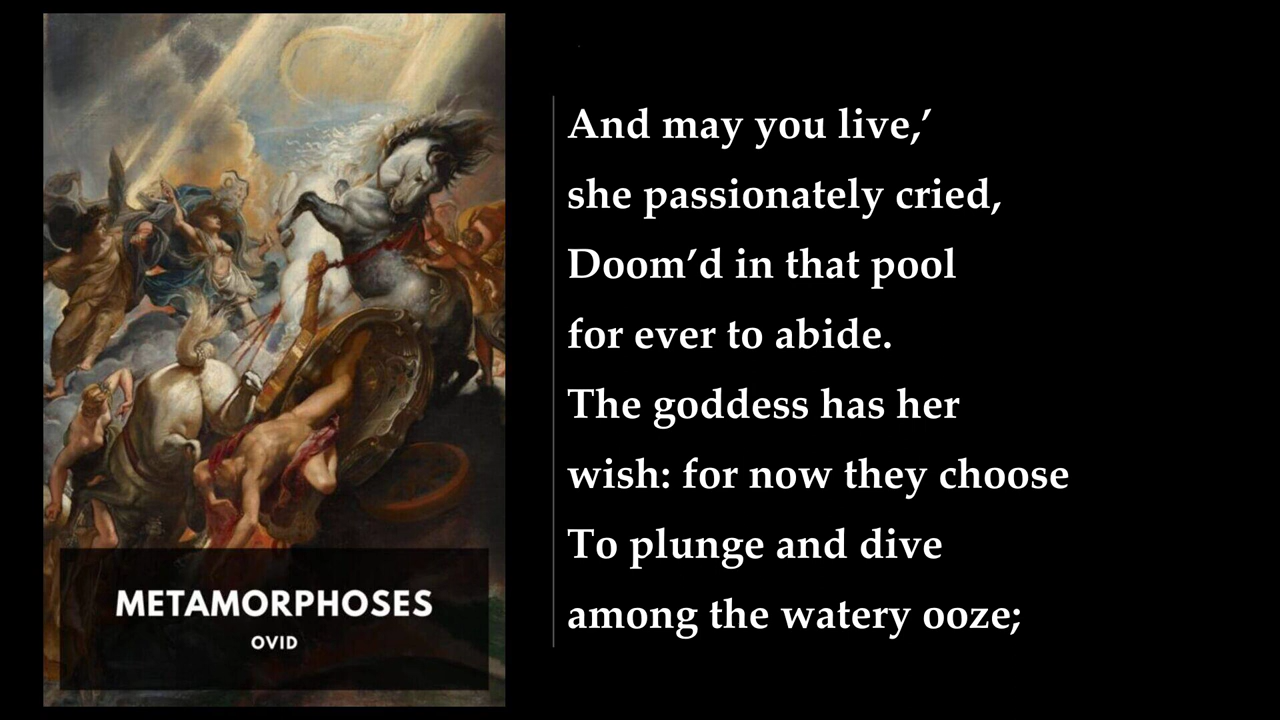 METAMORPHOSES
OVID
And may you live,’
she passionately cried,
Doom’d in that pool
for ever to abide.
The goddess has her
wish: for now they choose
To plunge and dive
among the watery ooze;